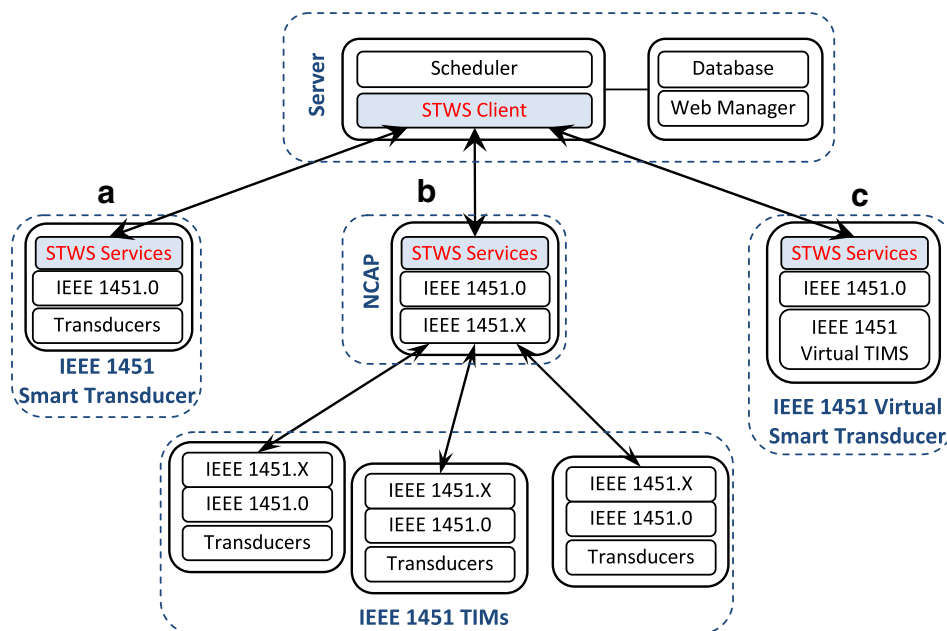 Server
Scheduler
STWS Client
Database
Web Manager
a
b
c
STWS Services
IEEE 1451.0
Transducers
IEEE 1451
Smart Transducer
NCAP
STWS Services
IEEE 1451.0
IEEE 1451.X
STWS Services
IEEE 1451.0
IEEE 1451
Virtual TIMS
IEEE 1451 Virtual
Smart Transducer
IEEE 1451.X
IEEE 1451.0
Transducers
IEEE 1451.X
IEEE 1451.0
Transducers
IEEE 1451.X
IEEE 1451.0
Transducers
IEEE 1451 TIMs